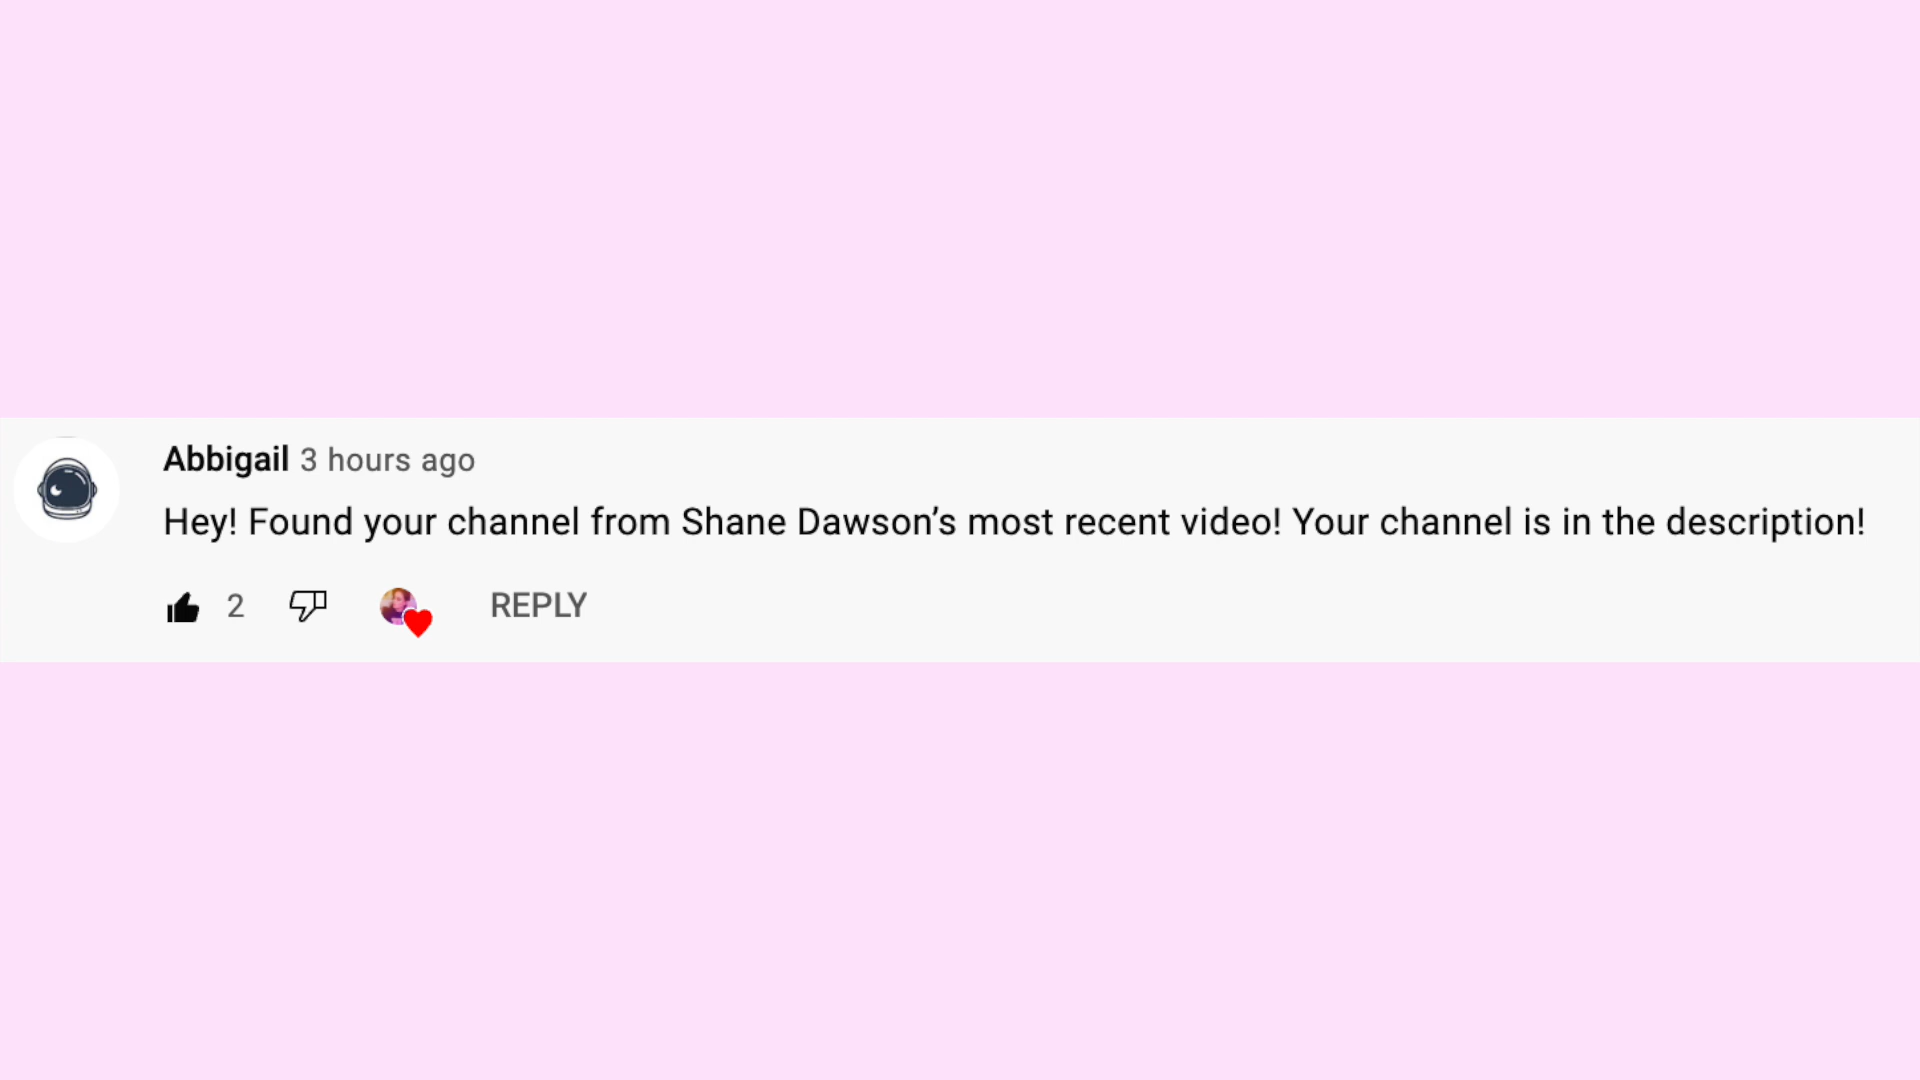 Abbigail 3 hours ago
Hey! Found your channel from Shane Dawson’s most recent video! Your channel is in the description!
2 REPLY